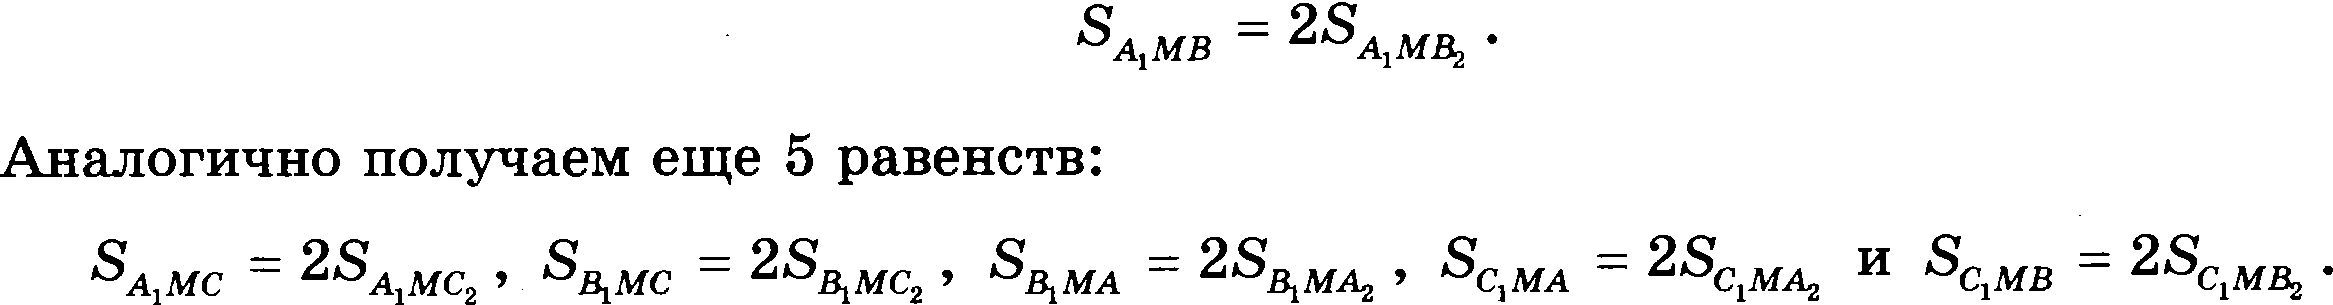 S_{A_1MB} = 2S_{A_1MB_2} .
Аналогично получаем еще 5 равенств:
S_{A_1MC} = 2S_{A_1MC_2} , S_{B_1MC} = 2S_{B_1MC_2} , S_{B_1MA} = 2S_{B_1MA_2} , S_{C_1MA} = 2S_{C_1MA_2} и S_{C_1MB} = 2S_{C_1MB_2} .